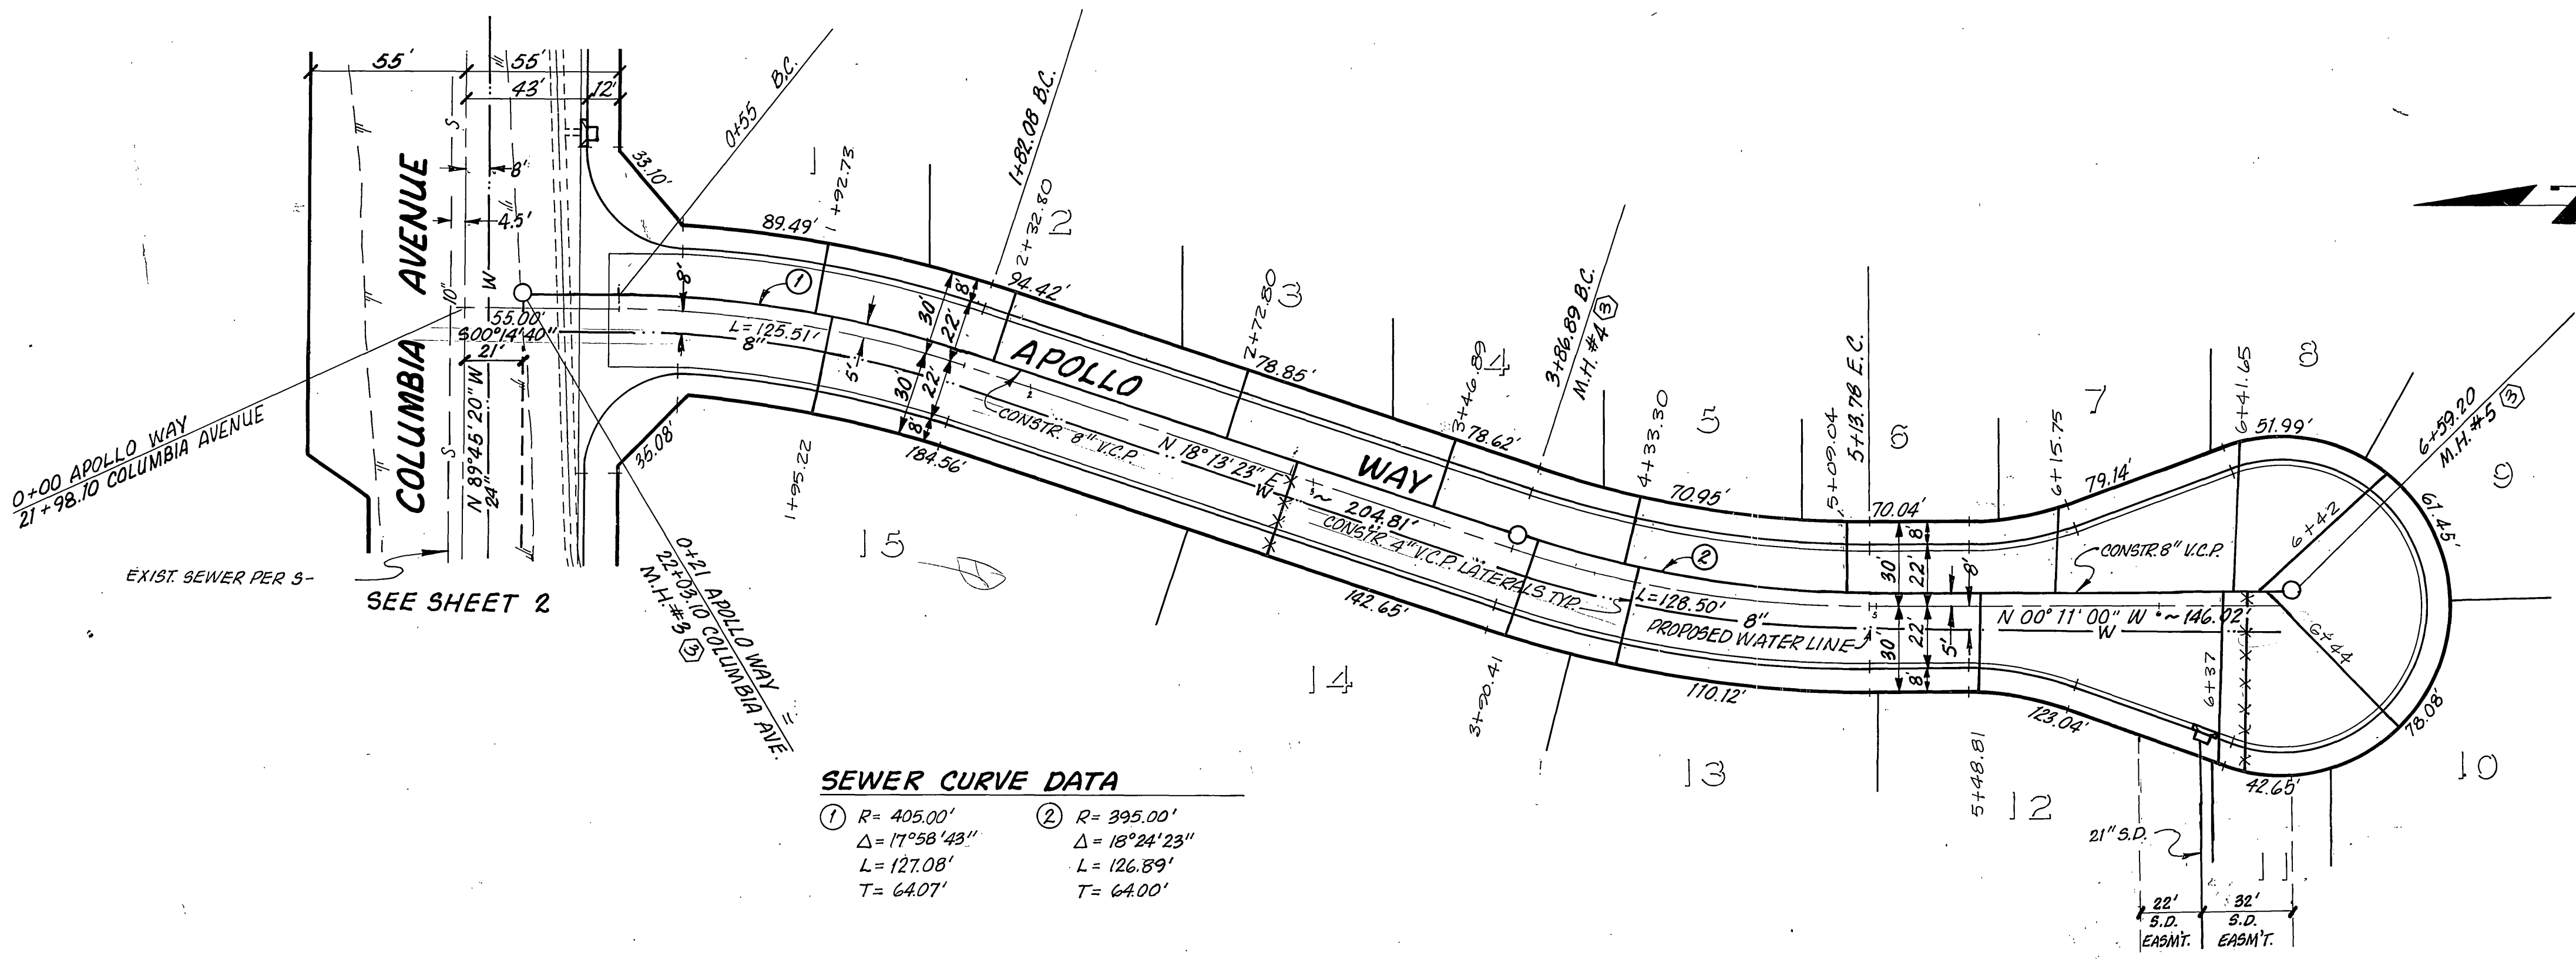 55'
55'
43'
12'
8'
4.5'
COLUMBIA AVENUE
S
S
10"
W
55.00'
S00°14'40"
21'
N 89°45'20" W
24"
0+00 APOLLO WAY
21+98.10 COLUMBIA AVENUE
EXIST. SEWER PER S-
SEE SHEET 2
33.10'
35.08'
0+55 B.C.
89.49'
1
1+92.73
8'
1
L=125.51'
8"
5'
30'
22'
8'
30'
22'
8'
1+82.08 B.C.
2+32.80
2
94.42'
APOLLO WAY
CONSTR. 8" V.C.P.
184.56'
1+95.22
15
0+21 APOLLO WAY =
22+03.10 COLUMBIA AVE.
M.H. #3 3
2+72.80
3
78.85'
N 18°13'23" E
W
~ 204.81'
CONSTR. 4" V.C.P. LATERALS TYP.
142.65'
14
3+46.89
4
78.62'
3+86.89 B.C.
M.H. #4 3
4+33.30
5
70.95'
2
L=128.50'
8"
PROPOSED WATER LINE
3+90.41
110.12'
13
5+09.04
5+13.78 E.C.
6
70.04'
30'
22'
8'
30'
22'
8'
8'
5'
6+15.75
7
79.14'
CONSTR. 8" V.C.P.
N 00°11'00" W ~ 146.02'
W
5+48.81
12
123.04'
6+41.65
8
51.99'
6+42
6+59.20
M.H. #5 3
9
61.45'
6+44
6+37
78.08'
10
42.65'
11
21" S.D.
22'
S.D.
EASM'T.
32'
S.D.
EASM'T.
SEWER CURVE DATA
1 R= 405.00'
Δ= 17°58'43"
L= 127.08'
T= 64.07'
2 R= 395.00'
Δ= 18°24'23"
L= 126.89'
T= 64.00'